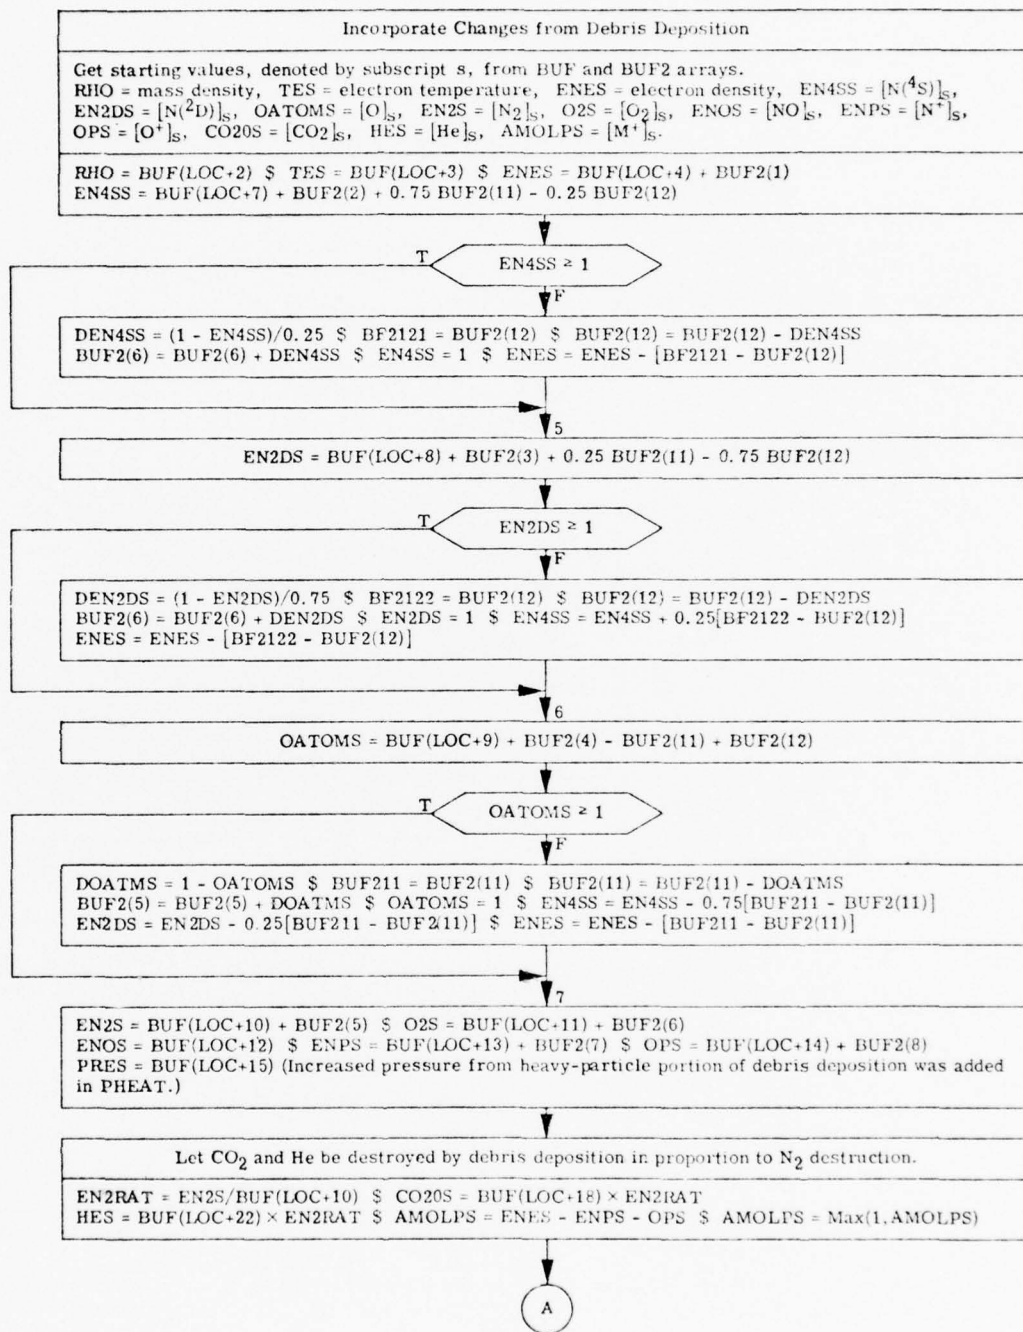 Incorporate Changes from Debris Deposition
Get starting values, denoted by subscript s, from BUF and BUF2 arrays.
RHO = mass density, TES = electron temperature, ENES = electron density, EN4SS = [N(⁴S)]ₛ,
EN2DS = [N(²D)]ₛ, OATOMS = [O]ₛ, EN2S = [N₂]ₛ, O2S = [O₂]ₛ, ENOS = [NO]ₛ, ENPS = [N⁺]ₛ,
OPS = [O⁺]ₛ, CO20S = [CO₂]ₛ, HES = [He]ₛ, AMOLPS = [M⁺]ₛ.
RHO = BUF(LOC+2) $ TES = BUF(LOC+3) $ ENES = BUF(LOC+4) + BUF2(1)
EN4SS = BUF(LOC+7) + BUF2(2) + 0.75 BUF2(11) - 0.25 BUF2(12)
T
EN4SS ≥ 1
F
DEN4SS = (1 - EN4SS)/0.25 $ BF2121 = BUF2(12) $ BUF2(12) = BUF2(12) - DEN4SS
BUF2(6) = BUF2(6) + DEN4SS $ EN4SS = 1 $ ENES = ENES - [BF2121 - BUF2(12)]
5
EN2DS = BUF(LOC+8) + BUF2(3) + 0.25 BUF2(11) - 0.75 BUF2(12)
T
EN2DS ≥ 1
F
DEN2DS = (1 - EN2DS)/0.75 $ BF2122 = BUF2(12) $ BUF2(12) = BUF2(12) - DEN2DS
BUF2(6) = BUF2(6) + DEN2DS $ EN2DS = 1 $ EN4SS = EN4SS + 0.25[BF2122 - BUF2(12)]
ENES = ENES - [BF2122 - BUF2(12)]
6
OATOMS = BUF(LOC+9) + BUF2(4) - BUF2(11) + BUF2(12)
T
OATOMS ≥ 1
F
DOATMS = 1 - OATOMS $ BUF211 = BUF2(11) $ BUF2(11) = BUF2(11) - DOATMS
BUF2(5) = BUF2(5) + DOATMS $ OATOMS = 1 $ EN4SS = EN4SS - 0.75[BUF211 - BUF2(11)]
EN2DS = EN2DS - 0.25[BUF211 - BUF2(11)] $ ENES = ENES - [BUF211 - BUF2(11)]
7
EN2S = BUF(LOC+10) + BUF2(5) $ O2S = BUF(LOC+11) + BUF2(6)
ENOS = BUF(LOC+12) $ ENPS = BUF(LOC+13) + BUF2(7) $ OPS = BUF(LOC+14) + BUF2(8)
PRES = BUF(LOC+15) (Increased pressure from heavy-particle portion of debris deposition was added
in PHEAT.)
Let CO₂ and He be destroyed by debris deposition in proportion to N₂ destruction.
EN2RAT = EN2S/BUF(LOC+10) $ CO20S = BUF(LOC+18) × EN2RAT
HES = BUF(LOC+22) × EN2RAT $ AMOLPS = ENES - ENPS - OPS $ AMOLPS = Max(1, AMOLPS)
A